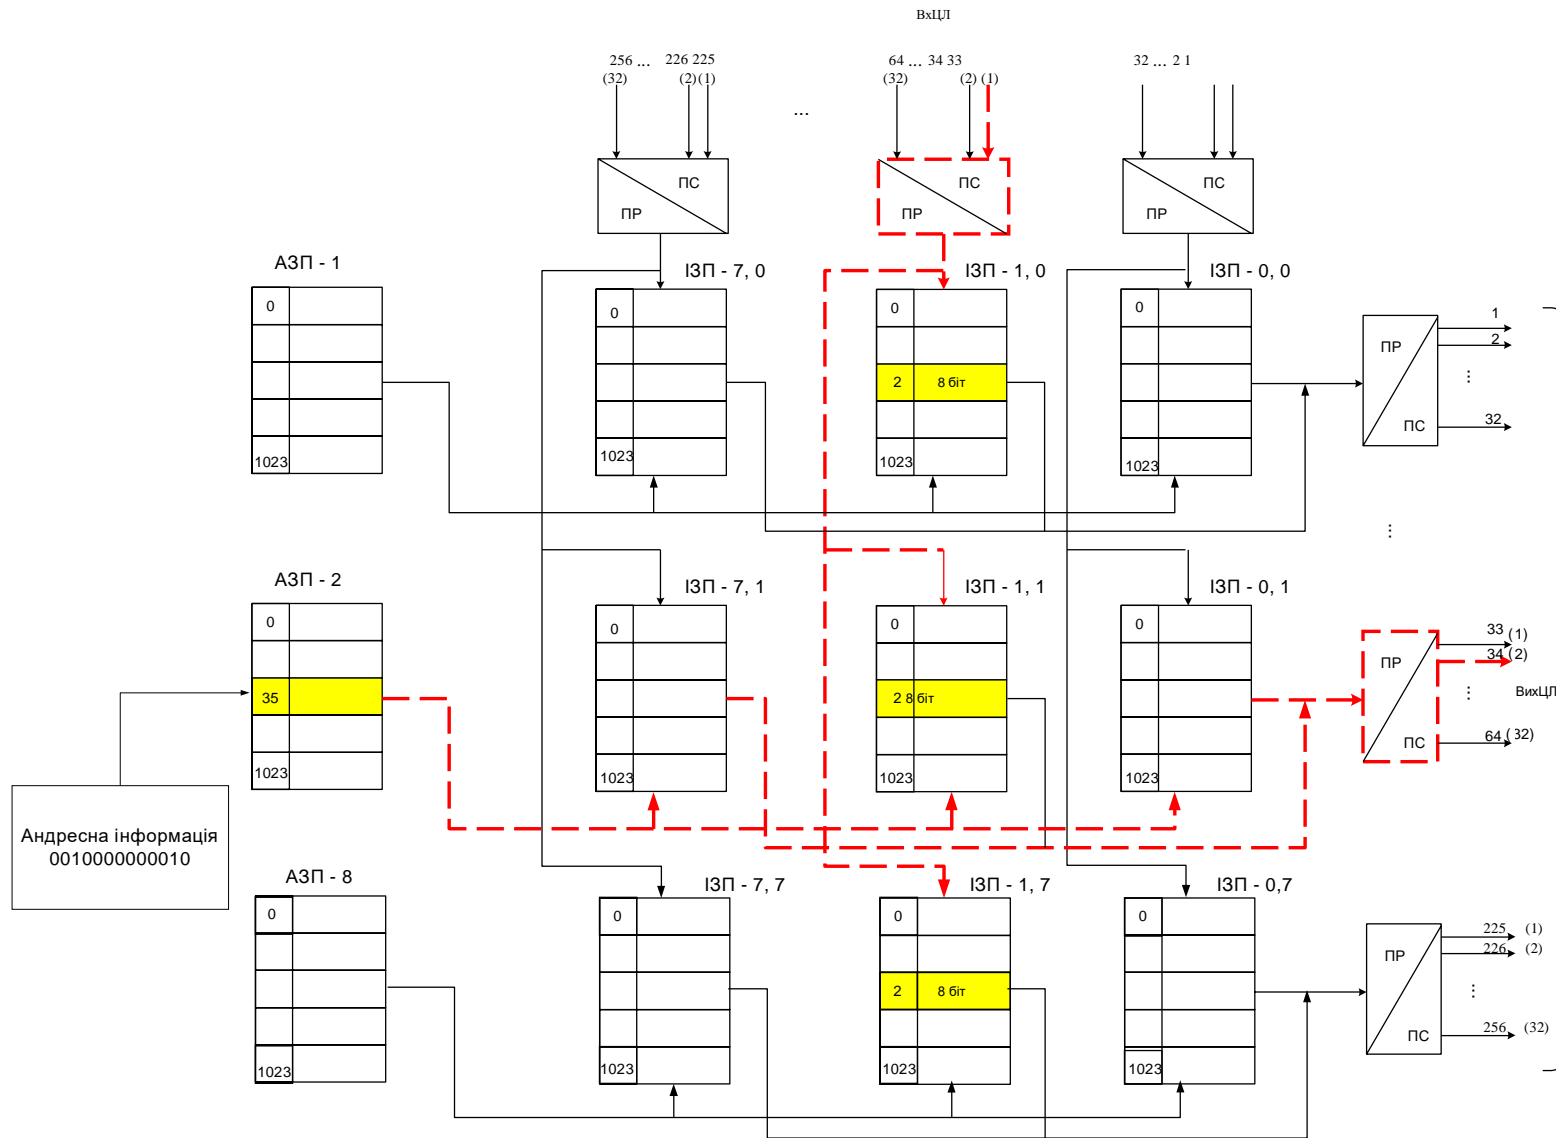 ВхЦЛ
256 ... 226 225
64 ... 34 33
32 ... 2 1
(32) (2) (1)
(32) (2) (1)
...
ПС
ПР
ПС
ПР
ПС
ПР
АЗП - 1
ІЗП - 7, 0
ІЗП - 1, 0
ІЗП - 0, 0
0
1023
0
1023
0
2 8 біт
1023
0
1023
ПР
ПС
1
2
...
32
...
АЗП - 2
ІЗП - 7, 1
ІЗП - 1, 1
ІЗП - 0, 1
0
35
1023
0
1023
0
2 8 біт
1023
0
1023
ПР
ПС
33 (1)
34 (2)
...
ВихЦЛ
64 (32)
Андресна інформація
0010000000010
АЗП - 8
ІЗП - 7, 7
ІЗП - 1, 7
ІЗП - 0,7
0
1023
0
1023
0
2 8 біт
1023
0
1023
ПР
ПС
225 (1)
226 (2)
...
256 (32)